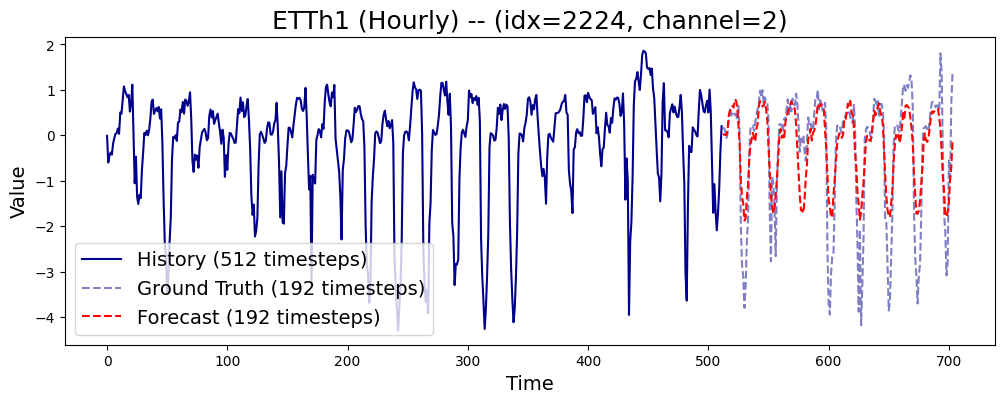 ETTh1 (Hourly) -- (idx=2224, channel=2)
Value
2
1
0
−1
−2
−3
−4
History (512 timesteps)
Ground Truth (192 timesteps)
Forecast (192 timesteps)
0 100 200 300 400 500 600 700
Time